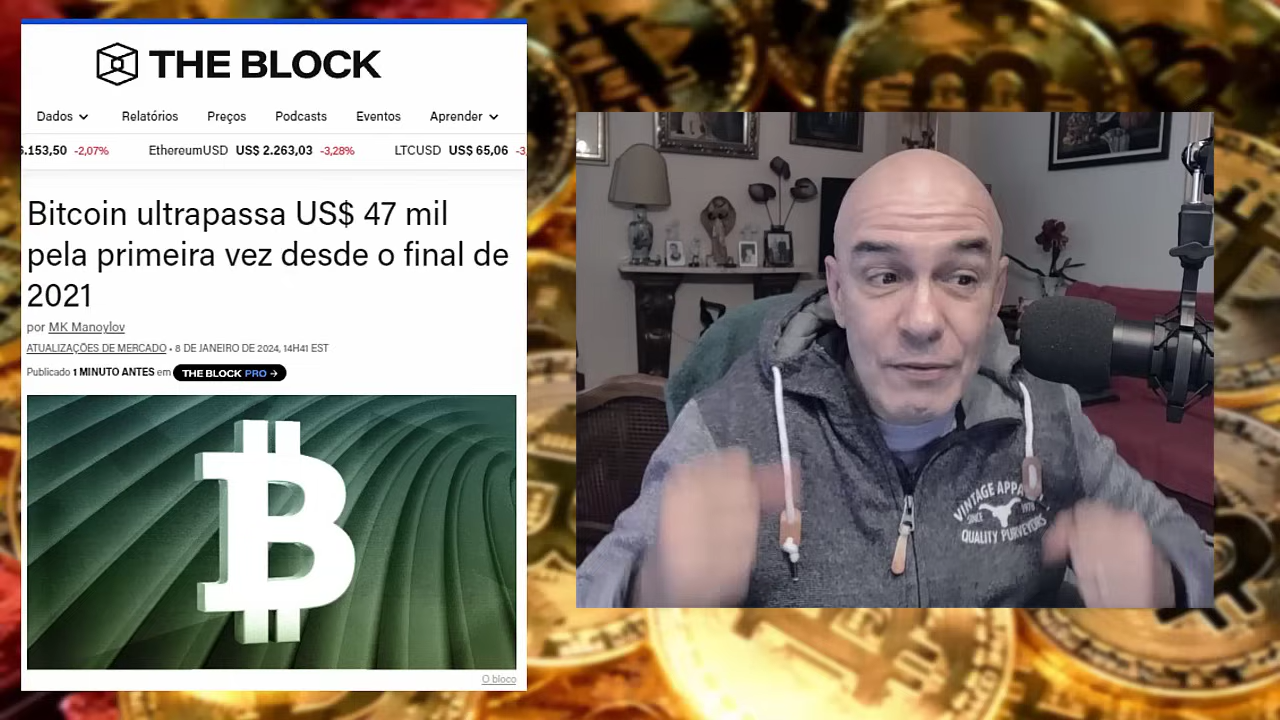 THE BLOCK
Dados Relatórios Preços Podcasts Eventos Aprender
.153,50 -2,07% EthereumUSD US$ 2.263,03 -3,28% LTCUSD US$ 65,06 -3,
Bitcoin ultrapassa US$ 47 mil
pela primeira vez desde o final de
2021
por MK Manoylov
ATUALIZAÇÕES DE MERCADO • 8 DE JANEIRO DE 2024, 14H41 EST
Publicado 1 MINUTO ANTES em THE BLOCK PRO →
O bloco
VINTAGE
SINCE 1978
QUALITY PURVEYORS